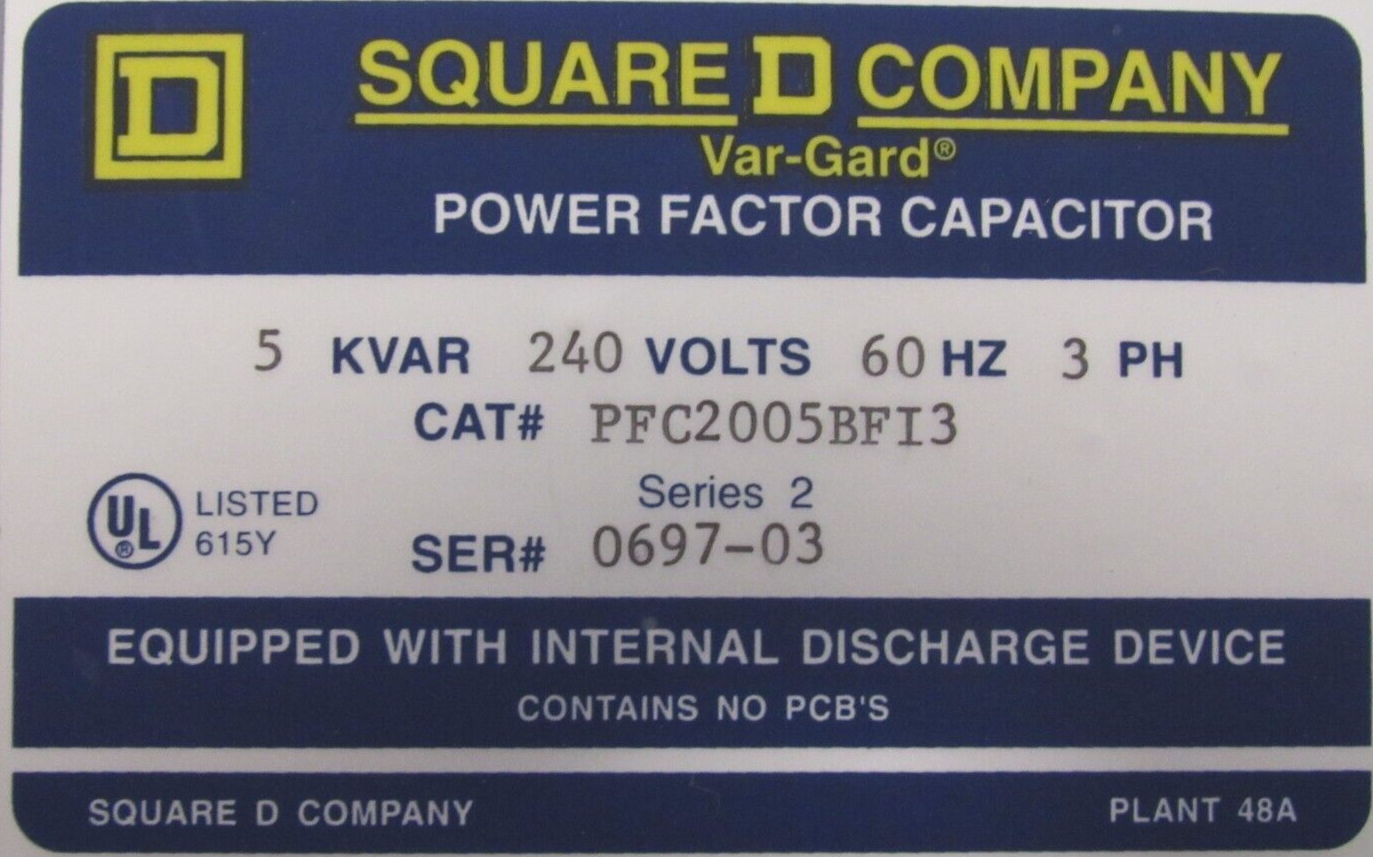 D
SQUARE D COMPANY
Var-Gard®
POWER FACTOR CAPACITOR
5 KVAR 240 VOLTS 60 HZ 3 PH
CAT# PFC2005BFI3
Series 2
UL® LISTED
615Y
SER# 0697-03
EQUIPPED WITH INTERNAL DISCHARGE DEVICE
CONTAINS NO PCB'S
SQUARE D COMPANY PLANT 48A